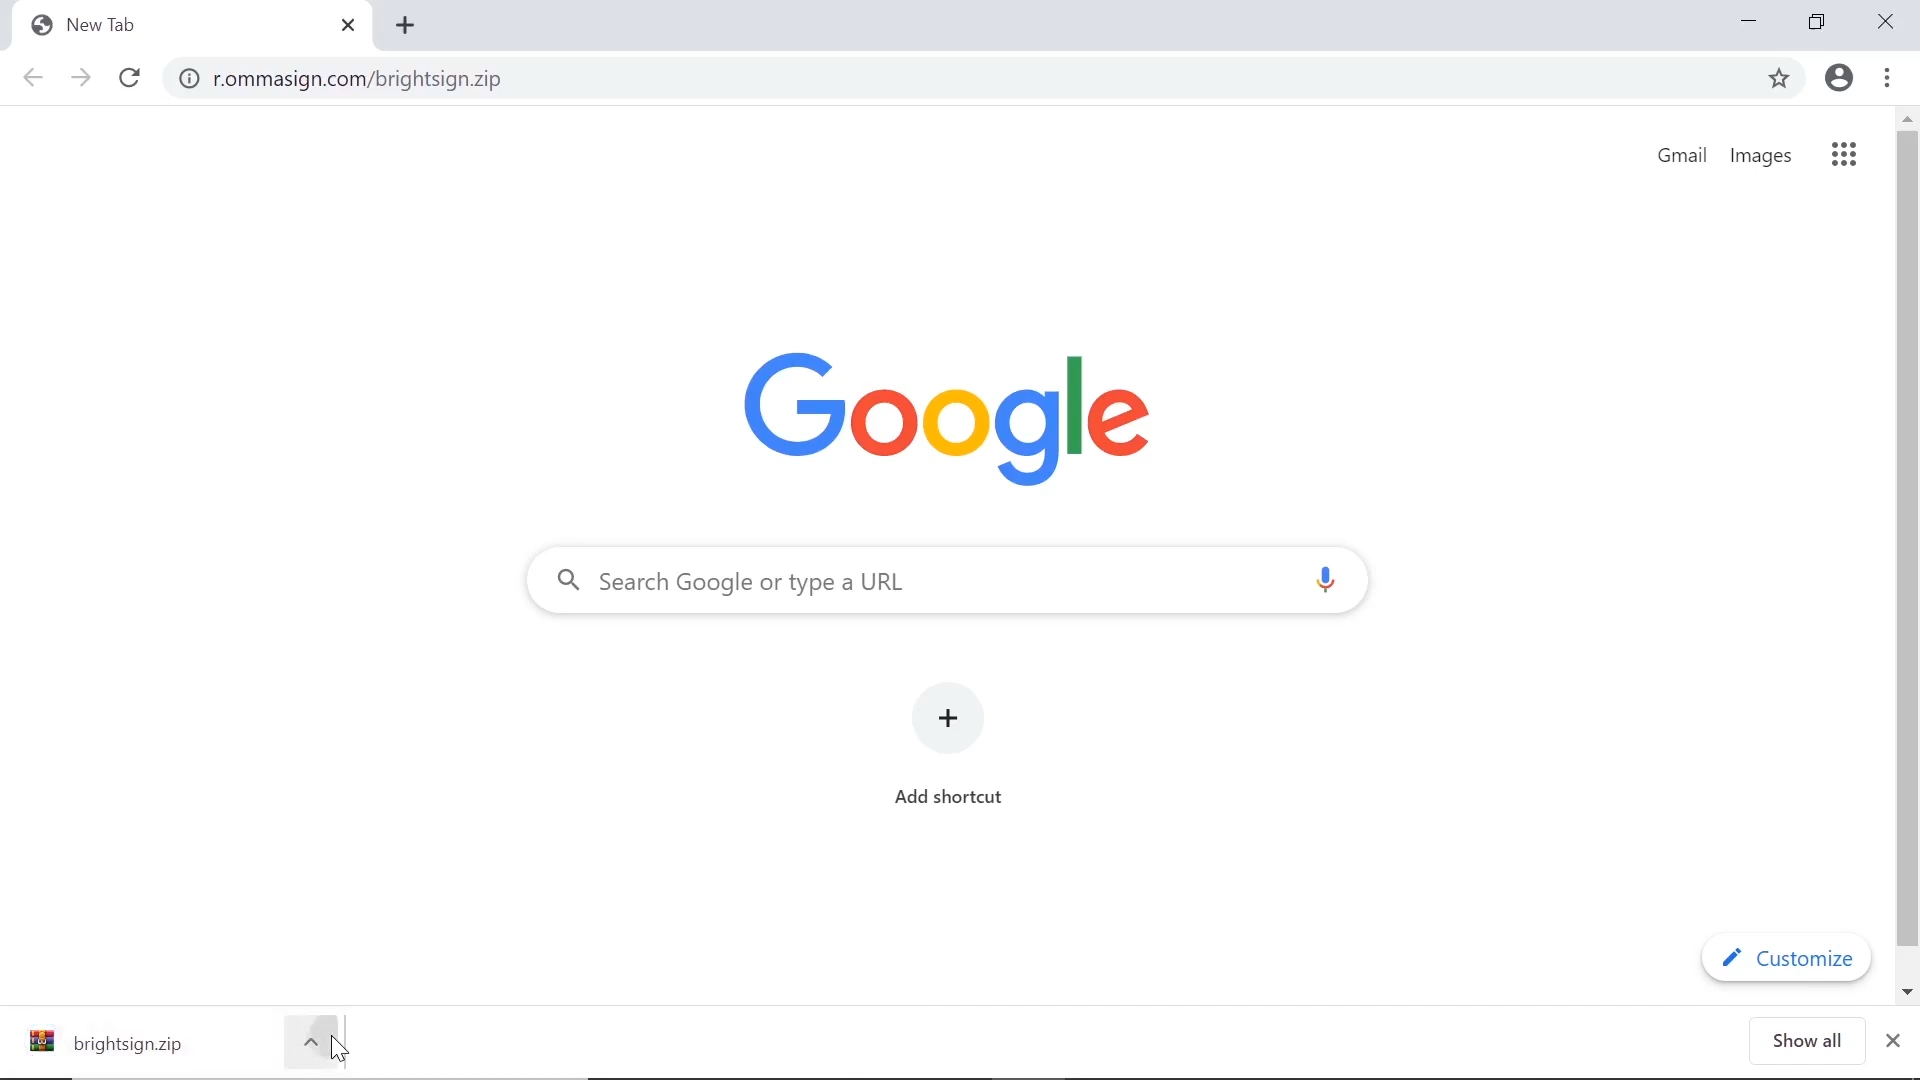 New Tab
r.ommasign.com/brightsign.zip
Gmail Images
Google
Search Google or type a URL
Add shortcut
Customize
brightsign.zip
Show all